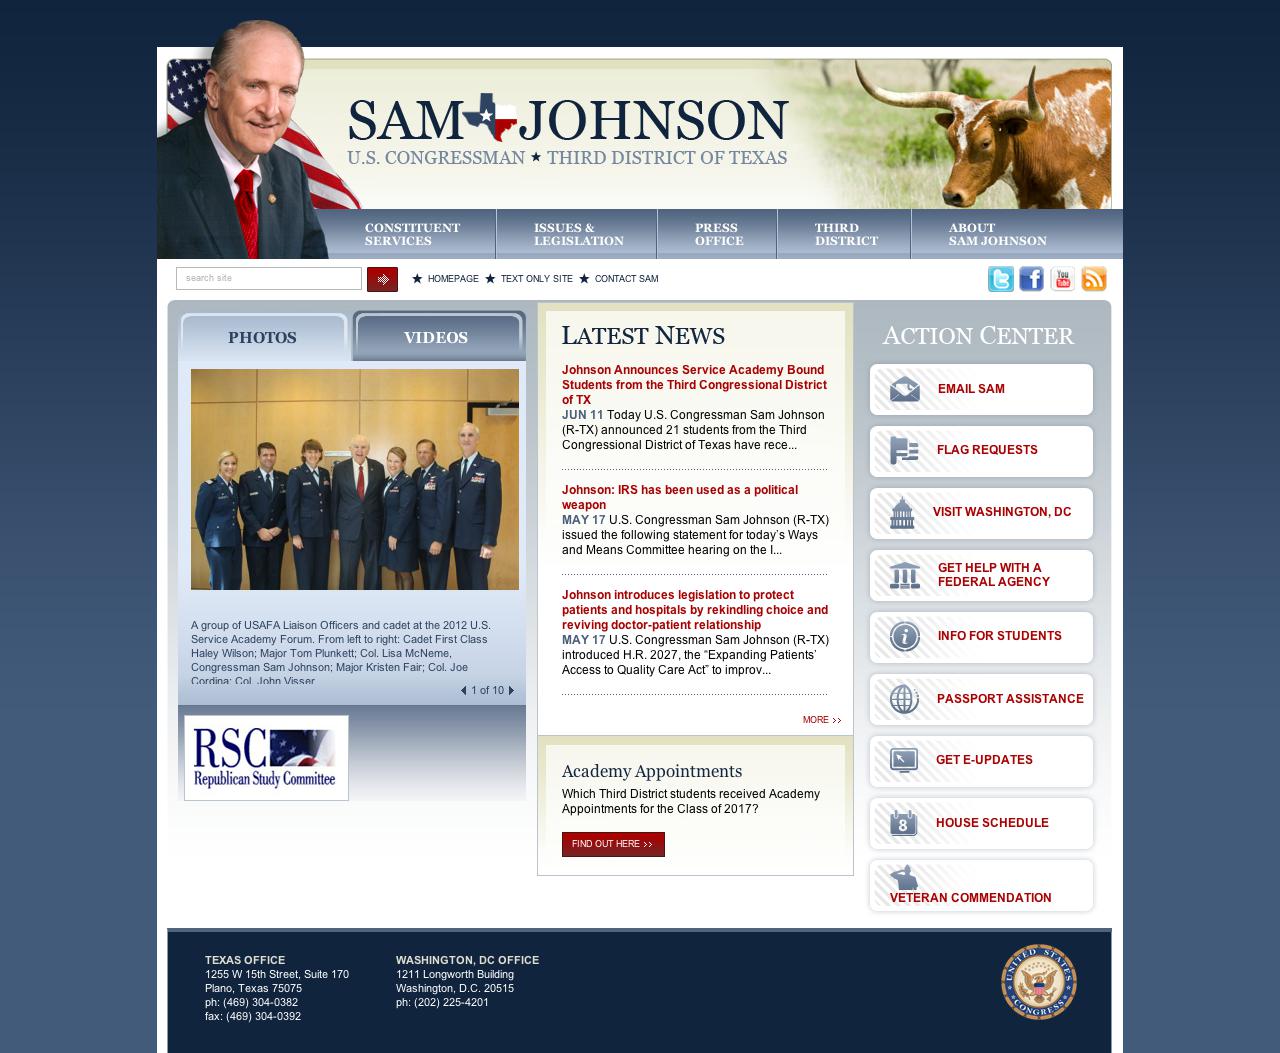 SAM JOHNSON
U.S. CONGRESSMAN ★ THIRD DISTRICT OF TEXAS
CONSTITUENT
SERVICES
ISSUES &
LEGISLATION
PRESS
OFFICE
THIRD
DISTRICT
ABOUT
SAM JOHNSON
search site
★ HOMEPAGE ★ TEXT ONLY SITE ★ CONTACT SAM
You
Tube
PHOTOS
VIDEOS
A group of USAFA Liaison Officers and cadet at the 2012 U.S.
Service Academy Forum. From left to right: Cadet First Class
Haley Wilson; Major Tom Plunkett; Col. Lisa McNeme,
Congressman Sam Johnson; Major Kristen Fair; Col. Joe
Cordina; Col. John Visser
1 of 10
RSC
Republican Study Committee
LATEST NEWS
Johnson Announces Service Academy Bound
Students from the Third Congressional District
of TX
JUN 11 Today U.S. Congressman Sam Johnson
(R-TX) announced 21 students from the Third
Congressional District of Texas have rece...
Johnson: IRS has been used as a political
weapon
MAY 17 U.S. Congressman Sam Johnson (R-TX)
issued the following statement for today’s Ways
and Means Committee hearing on the I...
Johnson introduces legislation to protect
patients and hospitals by rekindling choice and
reviving doctor-patient relationship
MAY 17 U.S. Congressman Sam Johnson (R-TX)
introduced H.R. 2027, the “Expanding Patients’
Access to Quality Care Act” to improv...
MORE >>
Academy Appointments
Which Third District students received Academy
Appointments for the Class of 2017?
FIND OUT HERE >>
ACTION CENTER
EMAIL SAM
FLAG REQUESTS
VISIT WASHINGTON, DC
GET HELP WITH A
FEDERAL AGENCY
INFO FOR STUDENTS
PASSPORT ASSISTANCE
GET E-UPDATES
8
HOUSE SCHEDULE
VETERAN COMMENDATION
TEXAS OFFICE
1255 W 15th Street, Suite 170
Plano, Texas 75075
ph: (469) 304-0382
fax: (469) 304-0392
WASHINGTON, DC OFFICE
1211 Longworth Building
Washington, D.C. 20515
ph: (202) 225-4201
UNITED STATES
CONGRESS